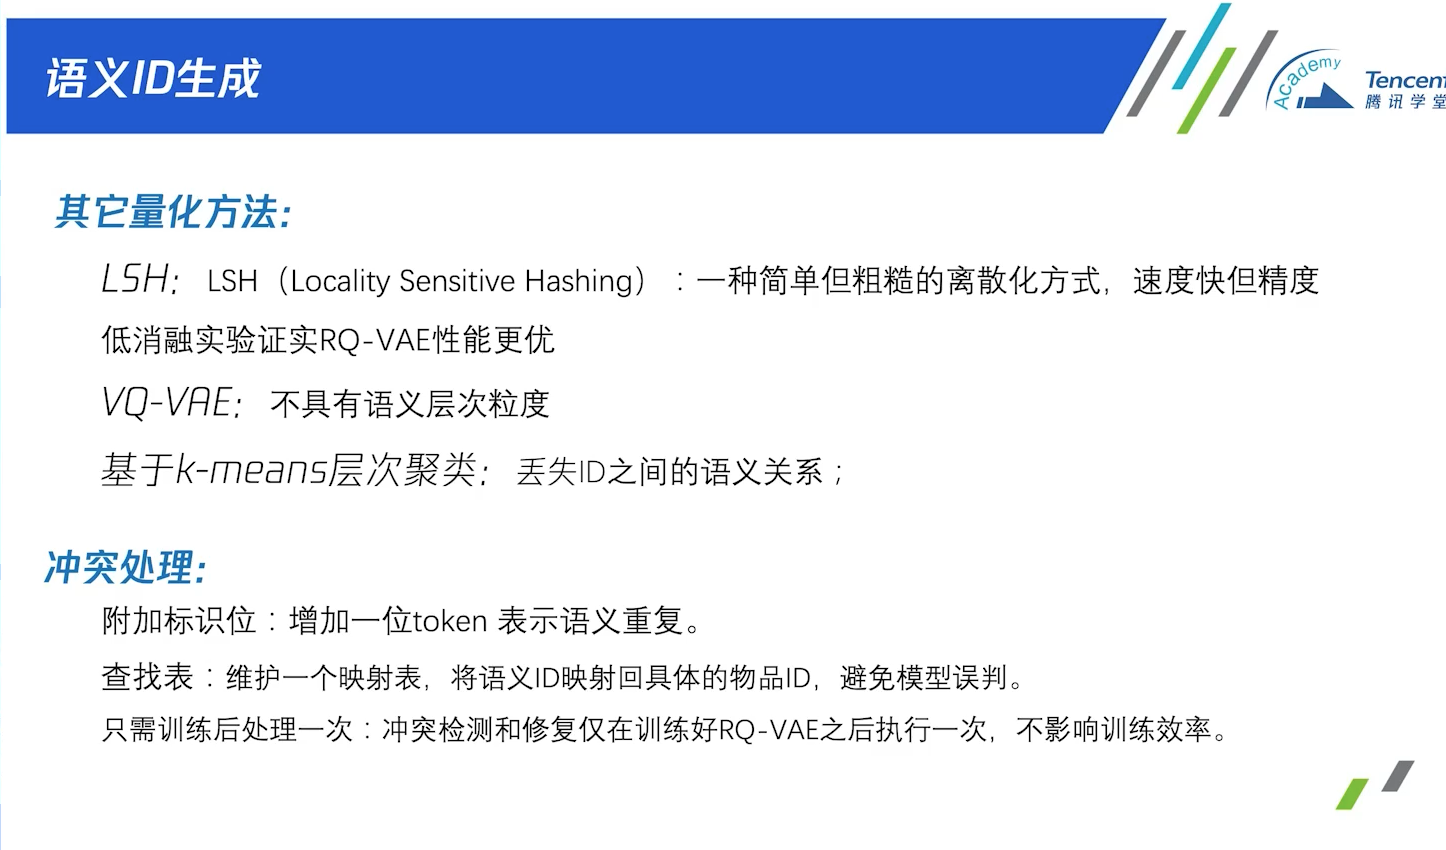 语义ID生成
Academy
Tencent
腾讯学堂
其它量化方法:
LSH: LSH（Locality Sensitive Hashing）：一种简单但粗糙的离散化方式，速度快但精度
低消融实验证实RQ-VAE性能更优
VQ-VAE: 不具有语义层次粒度
基于k-means层次聚类: 丢失ID之间的语义关系；
冲突处理:
附加标识位：增加一位token 表示语义重复。
查找表：维护一个映射表，将语义ID映射回具体的物品ID，避免模型误判。
只需训练后处理一次：冲突检测和修复仅在训练好RQ-VAE之后执行一次，不影响训练效率。